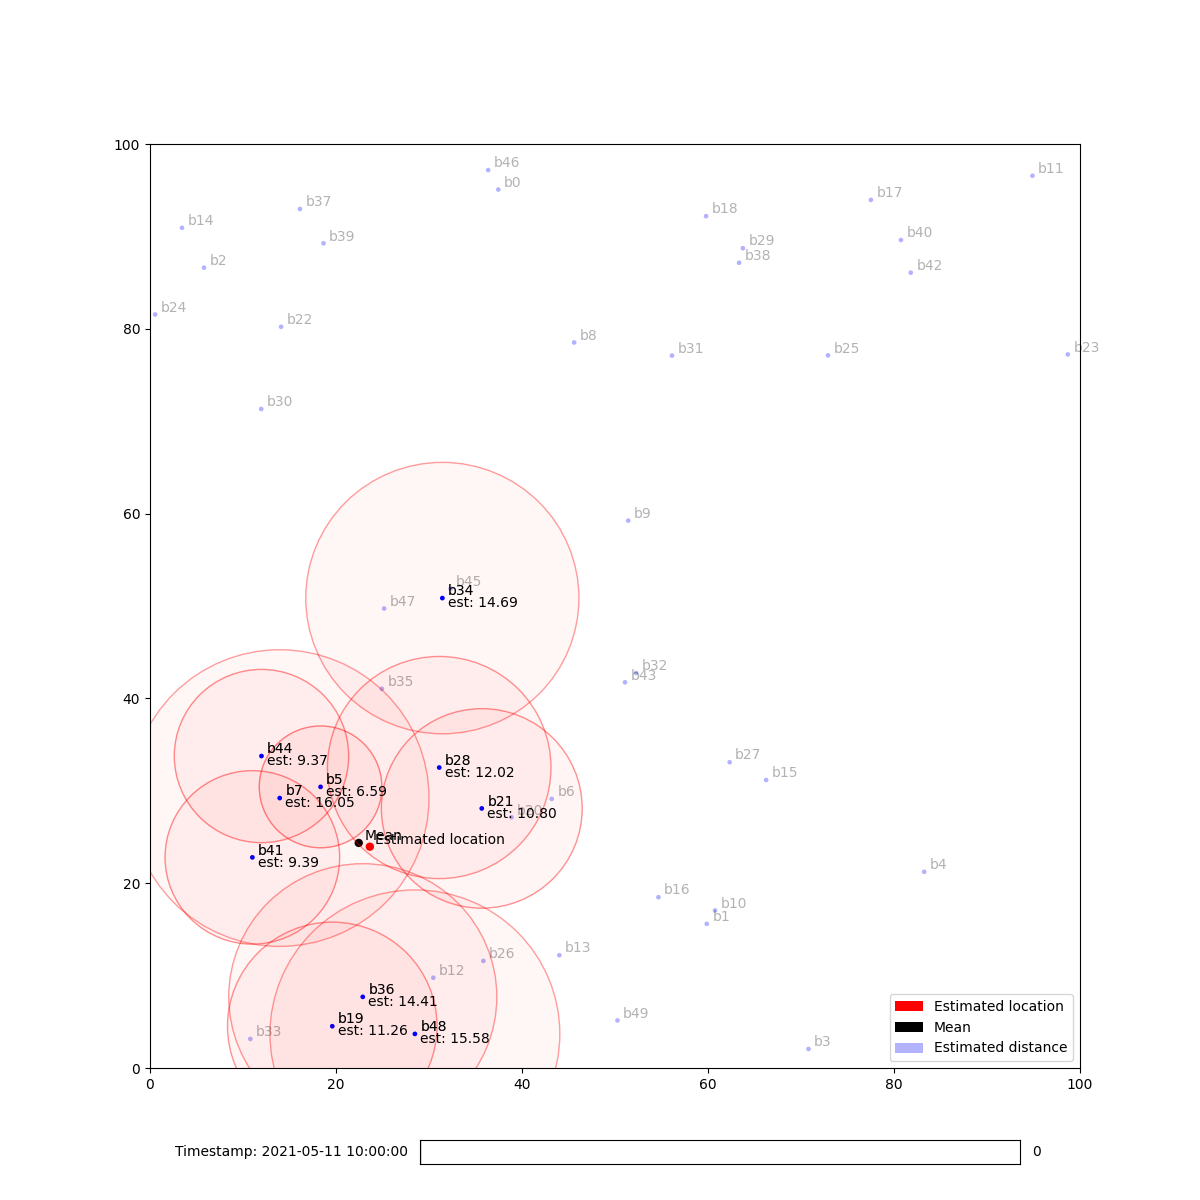 100
80
60
40
20
0
0
20
40
60
80
100
b46
b0
b11
b37
b17
b14
b18
b39
b29
b40
b38
b2
b42
b24
b22
b8
b31
b25
b23
b30
b9
b45
b34
est: 14.69
b47
b32
b43
b35
b44
est: 9.37
b28
est: 12.02
b27
b15
b5
est: 6.59
b7
est: 16.05
b21
est: 10.80
b6
b20
Mean
Estimated location
b41
est: 9.39
b4
b16
b10
b1
b26
b13
b12
b36
est: 14.41
b19
est: 11.26
b48
est: 15.58
b33
b49
b3
Estimated location
Mean
Estimated distance
Timestamp: 2021-05-11 10:00:00
0